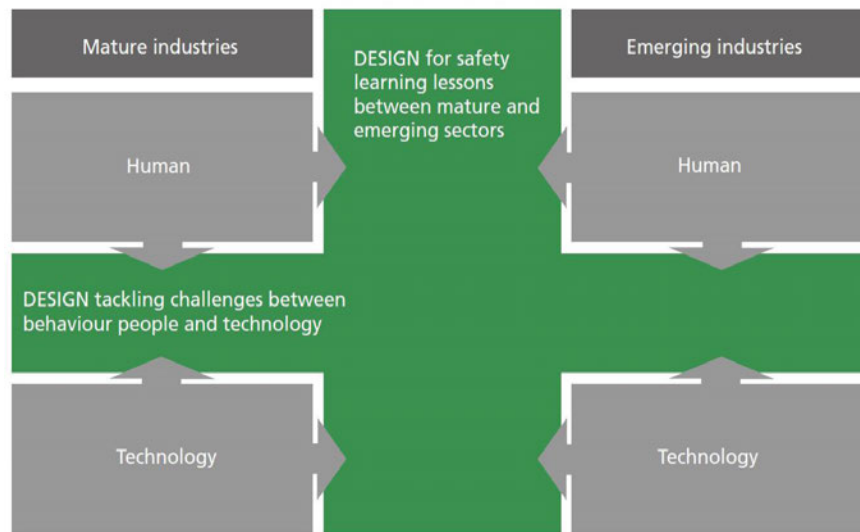 Mature industries
DESIGN for safety
learning lessons
between mature and
emerging sectors
Emerging industries
Human
Human
DESIGN tackling challenges between
behaviour people and technology
Technology
Technology